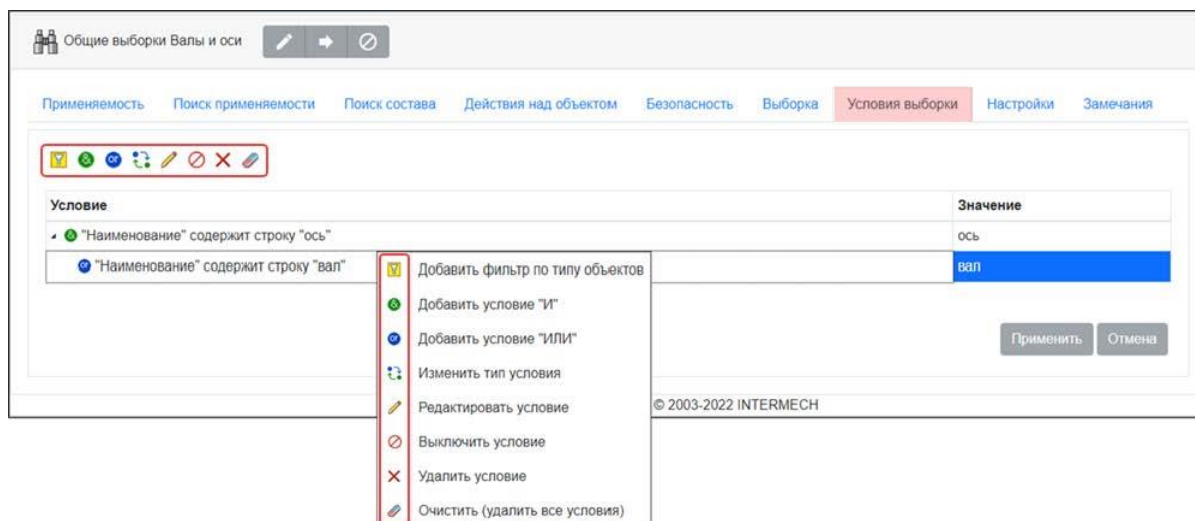 Общие выборки Валы и оси
Применяемость Поиск применяемости Поиск состава Действия над объектом Безопасность Выборка Условия выборки Настройки Замечания
Условие Значение
"Наименование" содержит строку "ось" ось
"Наименование" содержит строку "вал" вал
Добавить фильтр по типу объектов
Добавить условие "И"
Добавить условие "ИЛИ"
Применить Отмена
Изменить тип условия
Редактировать условие
© 2003-2022 INTERMECH
Выключить условие
Удалить условие
Очистить (удалить все условия)